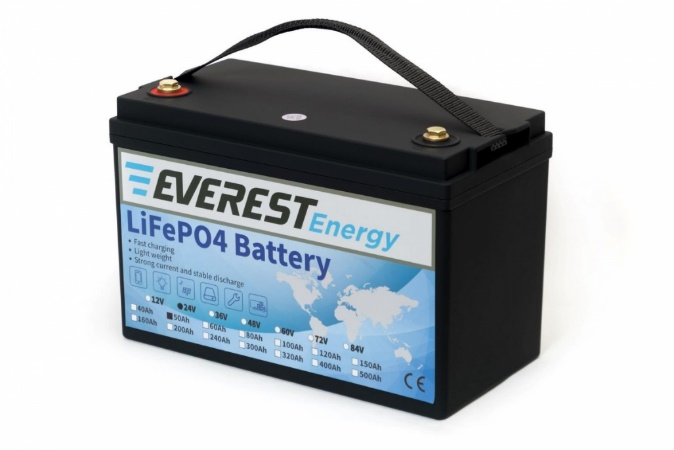 EVEREST Energy
LiFePO4 Battery
• Fast charging
• Light weight
• Strong current and stable discharge
12V 24V 36V 48V 60V 72V 84V
40Ah 50Ah 60Ah 80Ah 100Ah 120Ah 150Ah
160Ah 200Ah 240Ah 300Ah 320Ah 400Ah 500Ah
CE